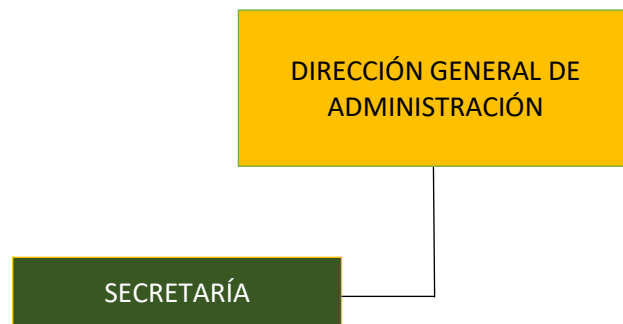 DIRECCIÓN GENERAL DE
ADMINISTRACIÓN
SECRETARÍA